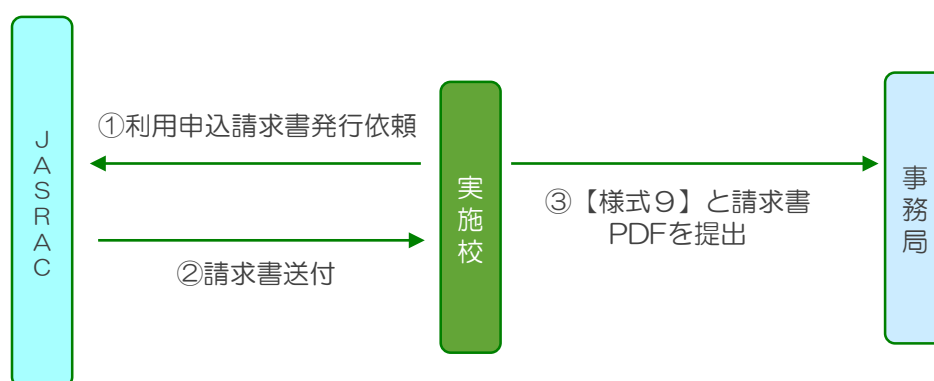 JASRAC
①利用申込請求書発行依頼
②請求書送付
実施校
③【様式９】と請求書
PDFを提出
事務局